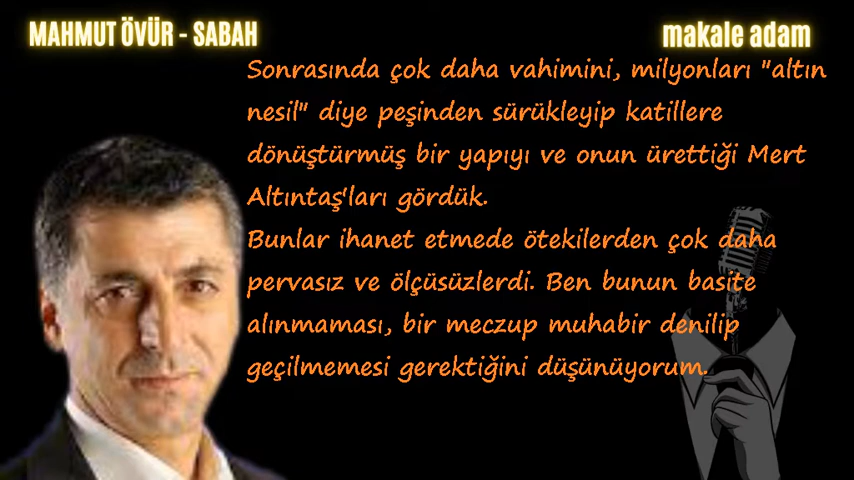 MAHMUT ÖVÜR - SABAH
makale adam
Sonrasında çok daha vahimini, milyonları "altın
nesil" diye peşinden sürükleyip katillere
dönüştürmüş bir yapıyı ve onun ürettiği Mert
Altıntaş'ları gördük.
Bunlar ihanet etmede ötekilerden çok daha
pervasız ve ölçüsüzlerdi. Ben bunun basite
alınmaması, bir meczup muhabir denilip
geçilmemesi gerektiğini düşünüyorum.